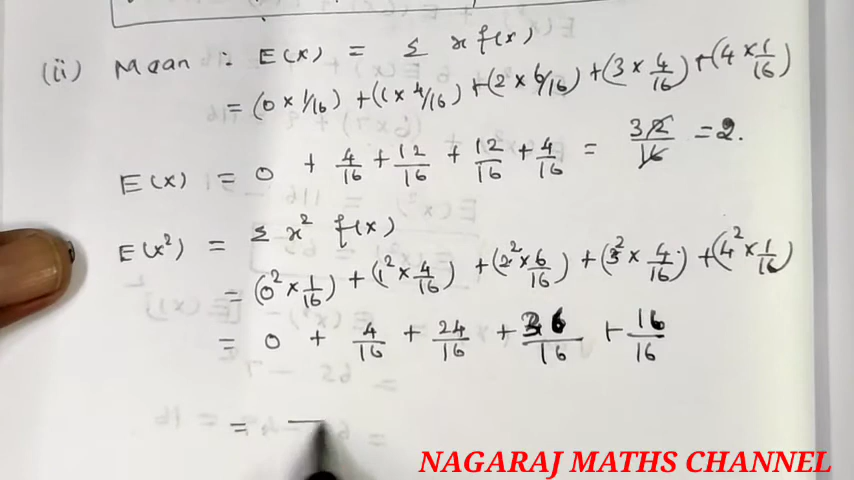 (ii) Mean : E(X) = Σ x f(x)
= (0 × 1/16) + (1 × 4/16) + (2 × 6/16) + (3 × 4/16) + (4 × 1/16)
E(X) = 0 + 4/16 + 12/16 + 12/16 + 4/16 = 32/16 = 2.
E(X²) = Σ x² f(x)
= (0² × 1/16) + (1² × 4/16) + (2² × 6/16) + (3² × 4/16) + (4² × 1/16)
= 0 + 4/16 + 24/16 + 36/16 + 16/16
=
NAGARAJ MATHS CHANNEL